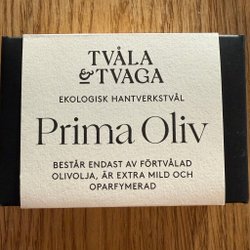 TVÅLA
& TVAGA
EKOLOGISK HANTVERKSTVÅL
Prima Oliv
BESTÅR ENDAST AV FÖRTVÅLAD
OLIVOLJA, ÄR EXTRA MILD OCH
OPARFYMERAD